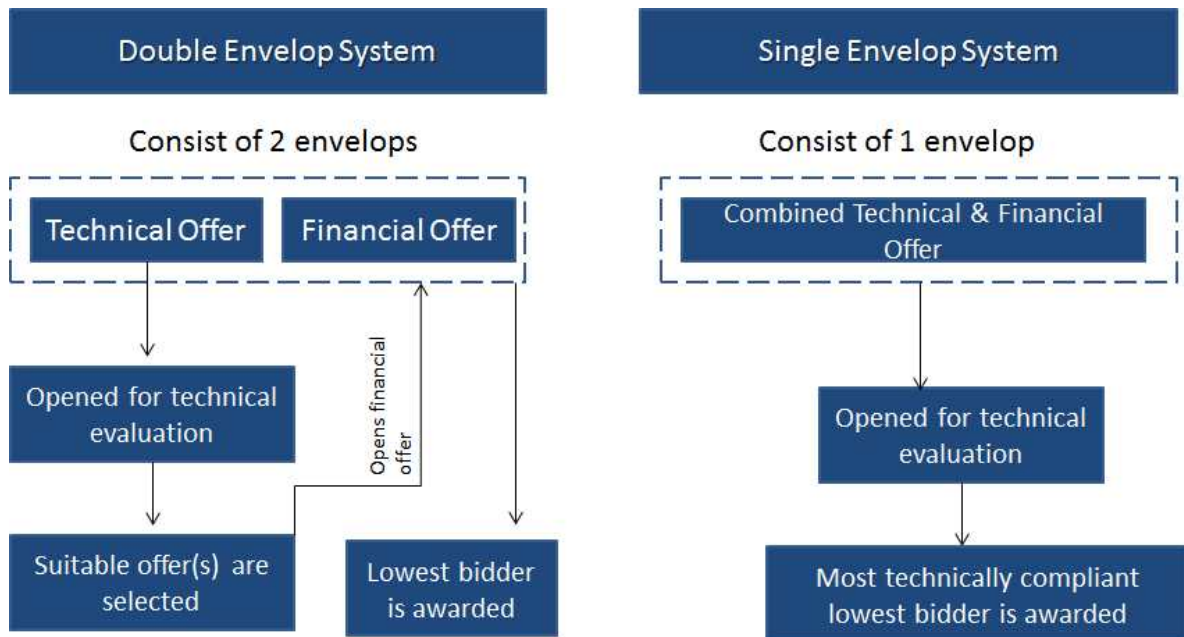 Double Envelop System
Consist of 2 envelops
Technical Offer
Financial Offer
Opened for technical
evaluation
Opens financial
offer
Suitable offer(s) are
selected
Lowest bidder
is awarded
Single Envelop System
Consist of 1 envelop
Combined Technical & Financial
Offer
Opened for technical
evaluation
Most technically compliant
lowest bidder is awarded